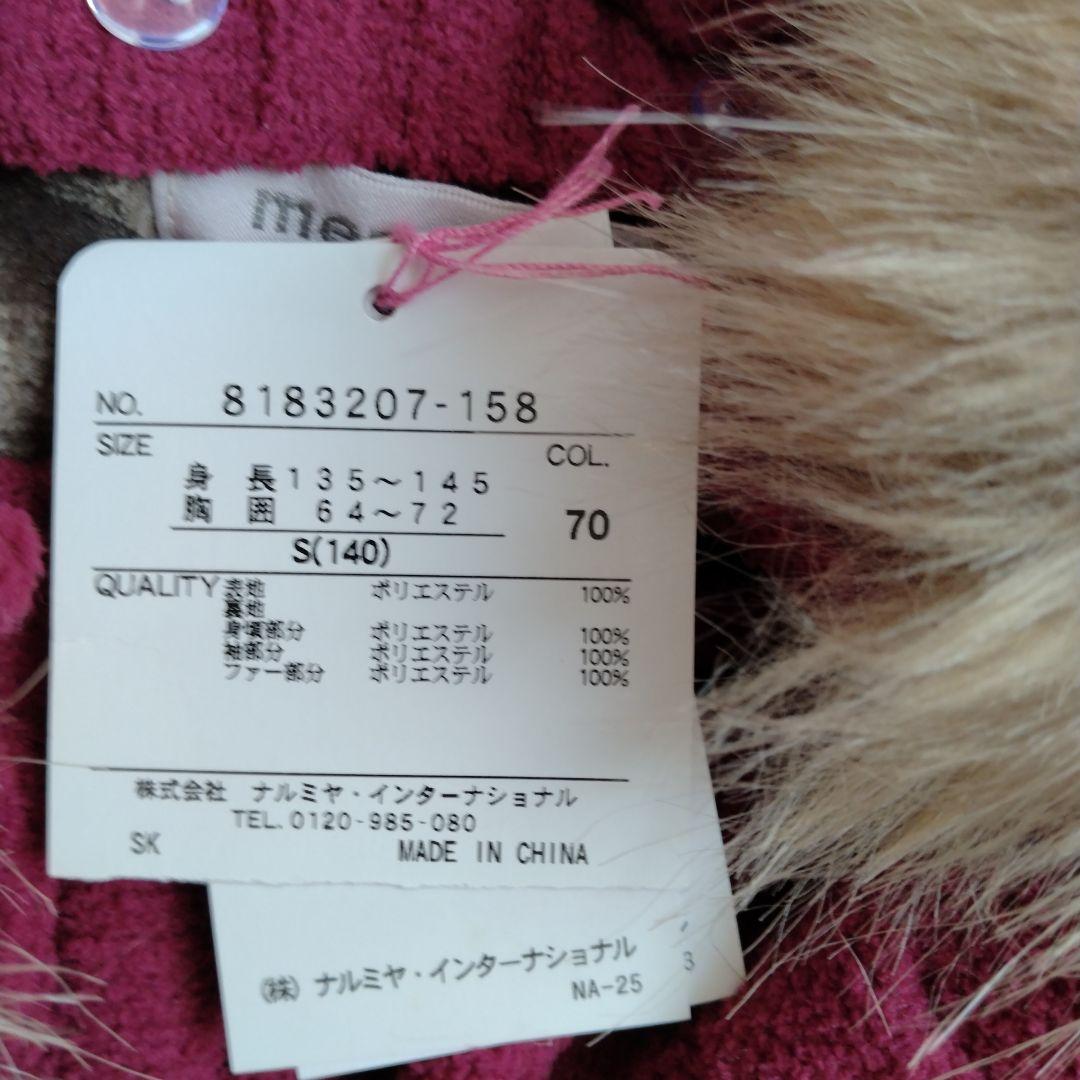 me
NO. 8183207-158
SIZE COL.
身長 135～145
胸囲 64～72
70
S(140)
QUALITY 表地 ポリエステル 100%
裏地
身頃部分 ポリエステル 100%
袖部分 ポリエステル 100%
ファー部分 ポリエステル 100%
株式会社 ナルミヤ・インターナショナル
TEL. 0120-985-080
SK MADE IN CHINA
(株) ナルミヤ・インターナショナル
NA-25
3